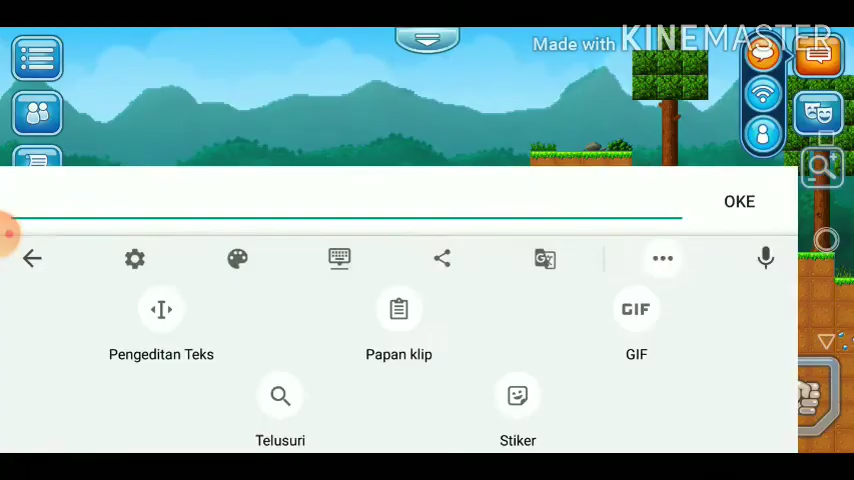 Made with KINEMASTER
OKE
GIF
Pengeditan Teks
Papan klip
GIF
Telusuri
Stiker